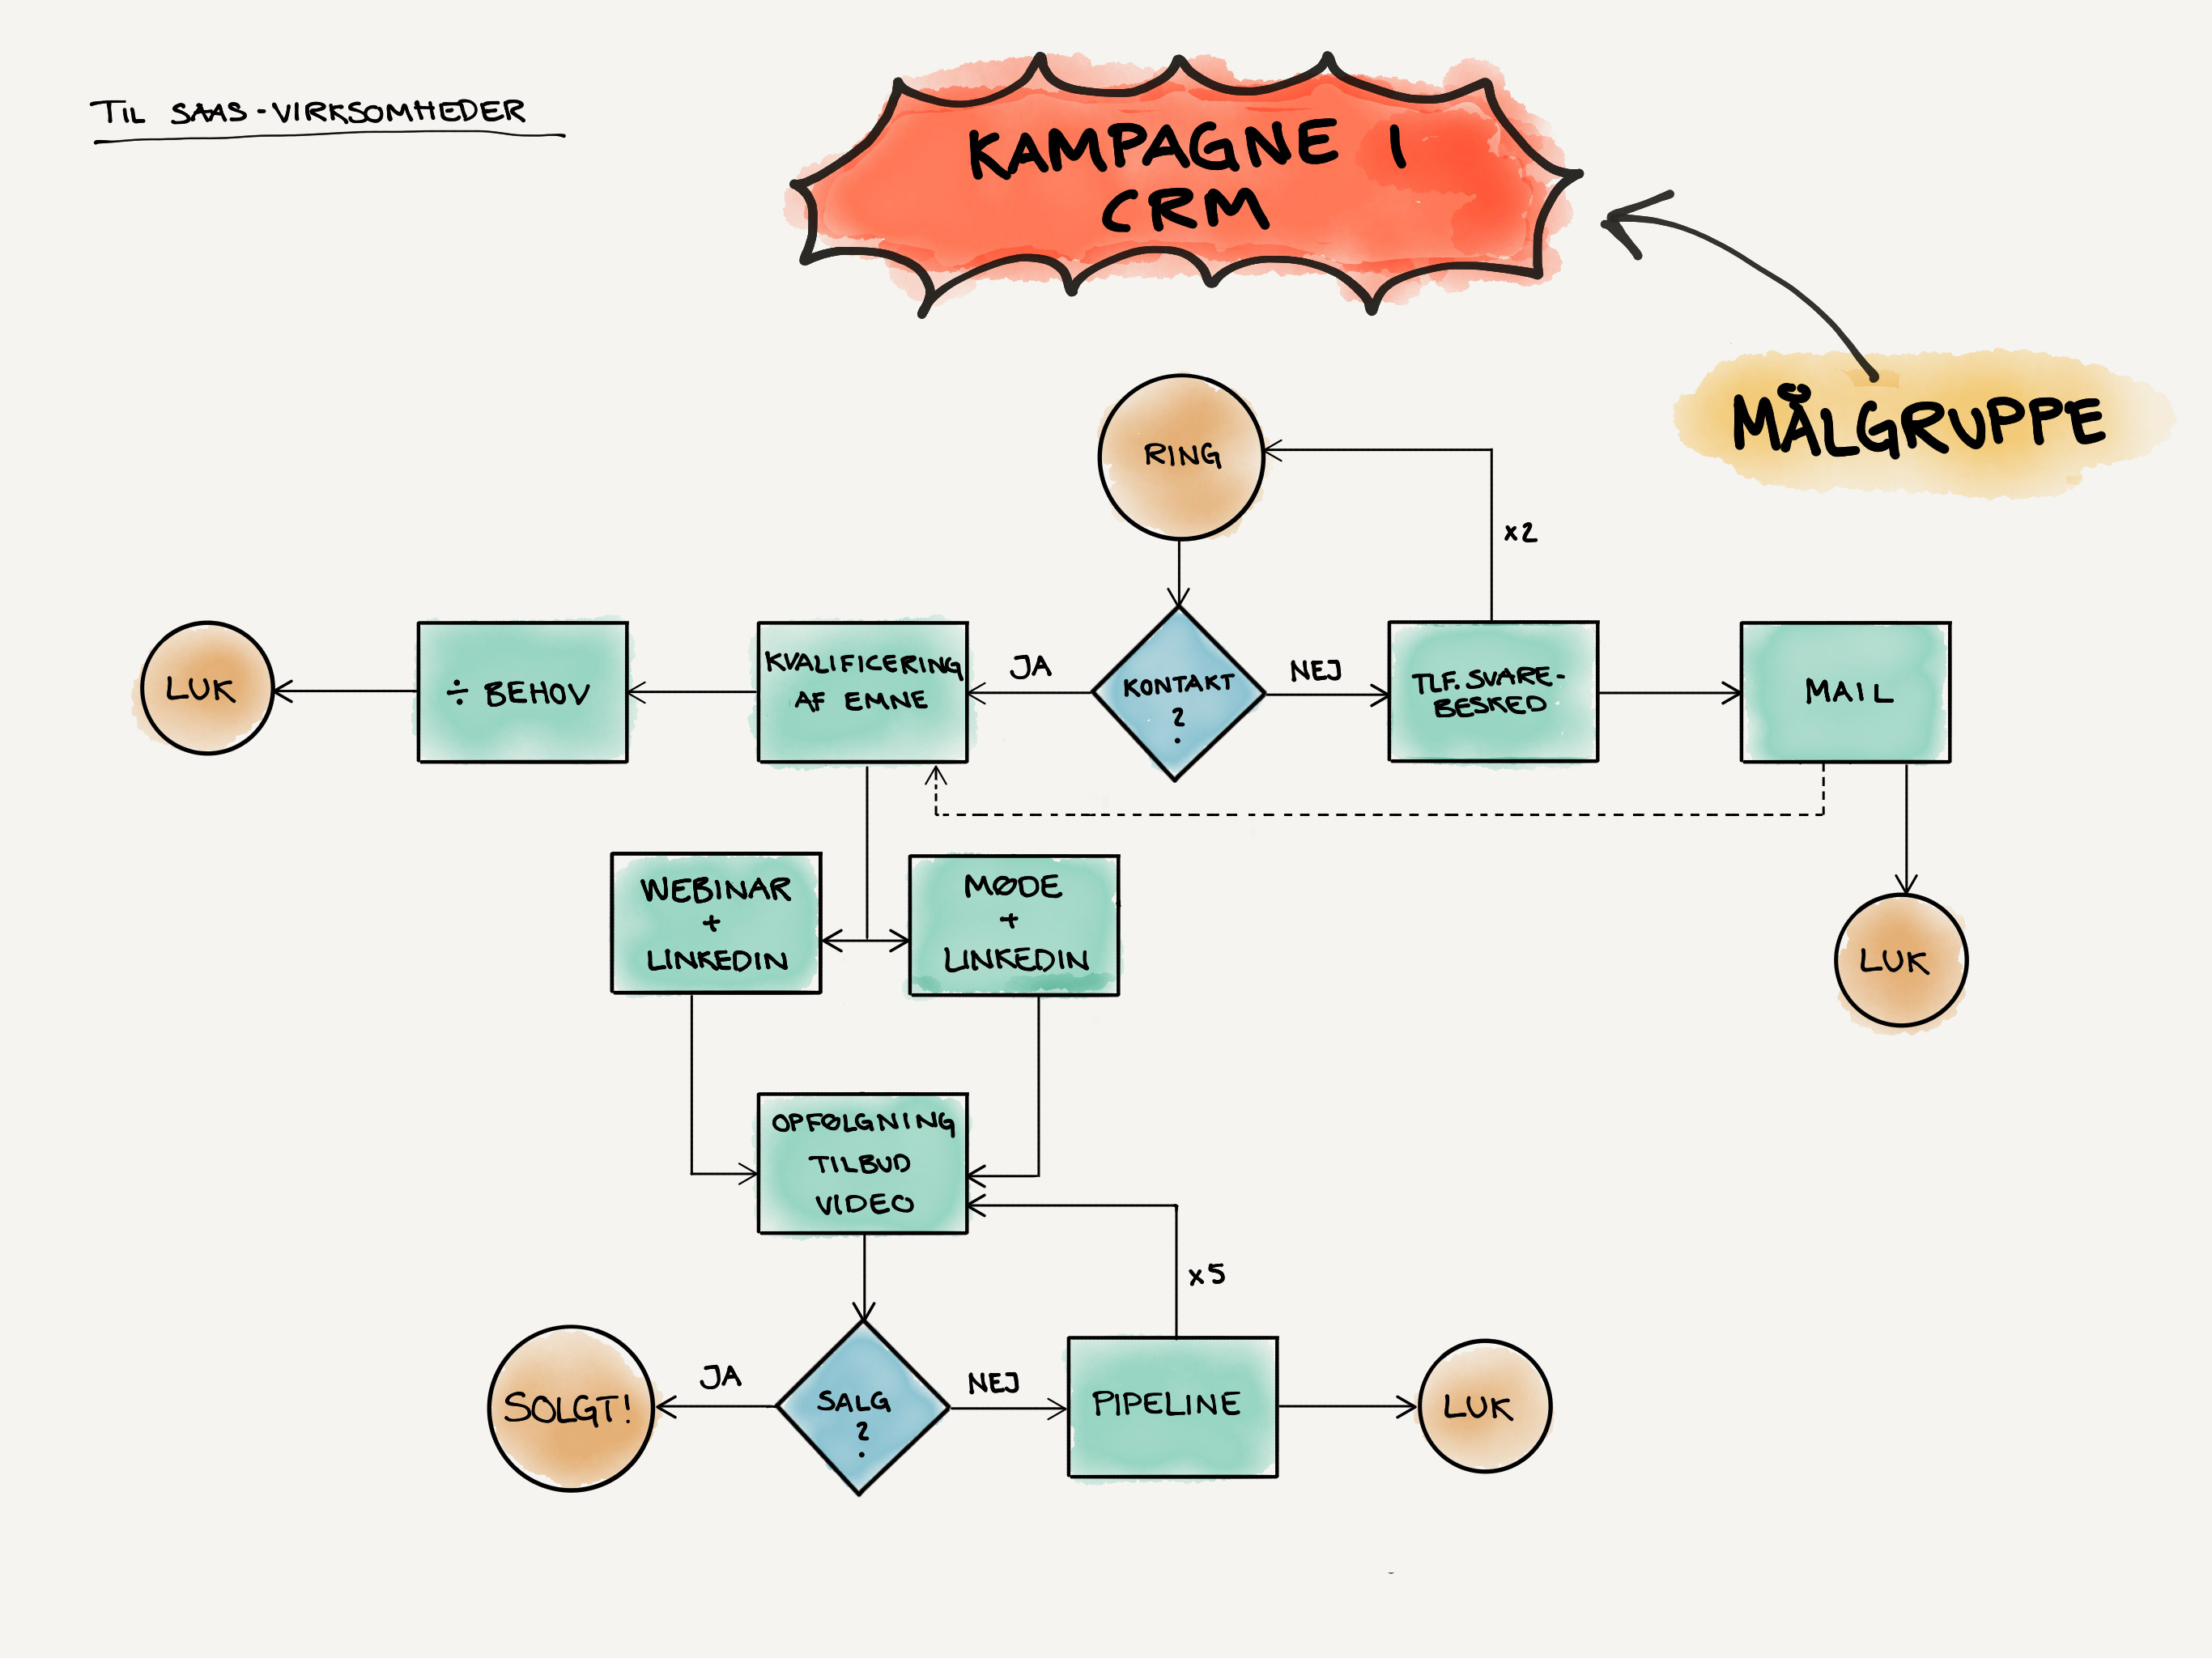 TIL SAAS-VIRKSOMHEDER
KAMPAGNE 1
CRM
MÅLGRUPPE
RING
x2
LUK
÷ BEHOV
KVALIFICERING
AF EMNE
JA
KONTAKT
?
NEJ
TLF. SVARE-
BESKED
MAIL
WEBINAR
+
LINKEDIN
MØDE
+
LINKEDIN
LUK
OPFØLGNING
TILBUD
VIDEO
x5
SOLGT!
JA
SALG
?
NEJ
PIPELINE
LUK